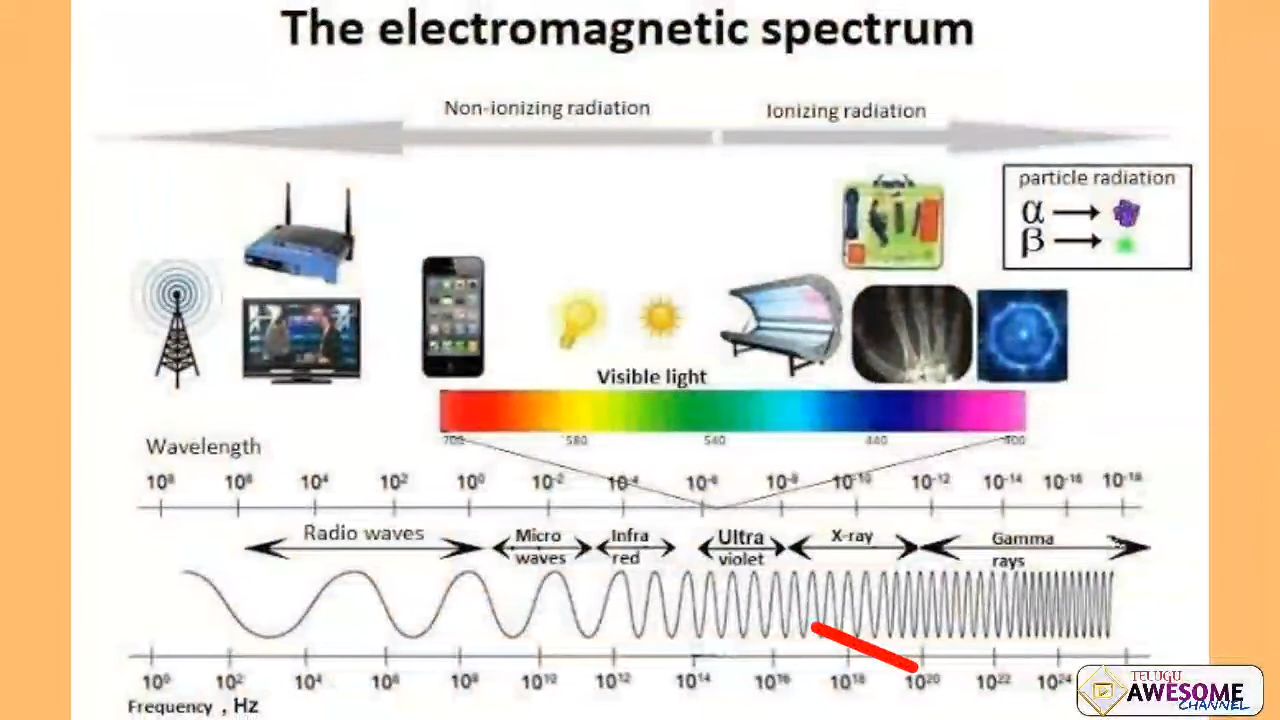 The electromagnetic spectrum
Non-ionizing radiation
Ionizing radiation
particle radiation
α
β
Visible light
700 580 540 440 400
Wavelength
10⁸ 10⁶ 10⁴ 10² 10⁰ 10⁻² 10⁻⁴ 10⁻⁶ 10⁻⁸ 10⁻¹⁰ 10⁻¹² 10⁻¹⁴ 10⁻¹⁶ 10⁻¹⁸
Radio waves
Micro
waves
Infra
red
Ultra
violet
X-ray
Gamma
rays
10⁰ 10² 10⁴ 10⁶ 10⁸ 10¹⁰ 10¹² 10¹⁴ 10¹⁶ 10¹⁸ 10²⁰ 10²² 10²⁴
Frequency , Hz
TELUGU
AWESOME
CHANNEL